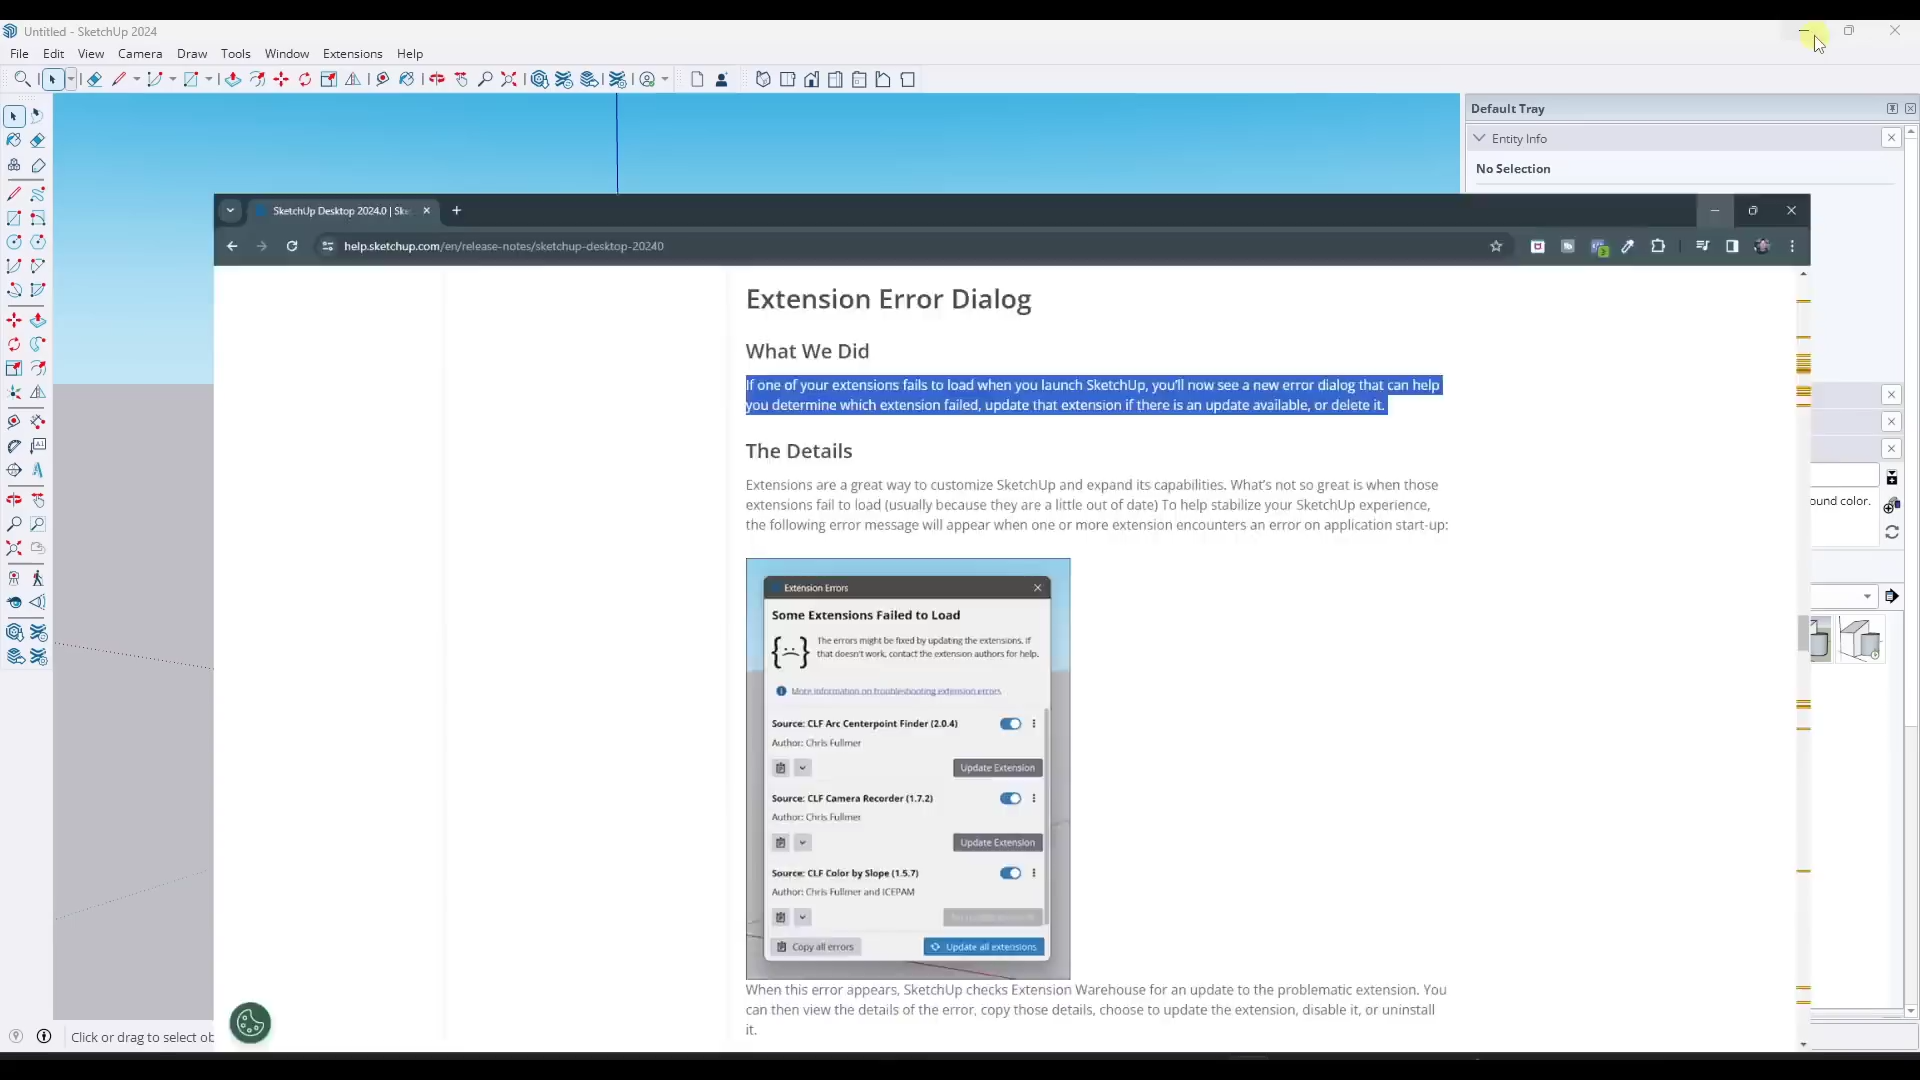 Untitled - SketchUp 2024
File Edit View Camera Draw Tools Window Extensions Help
Default Tray
Entity Info
No Selection
SketchUp Desktop 2024.0 | Ske
help.sketchup.com/en/release-notes/sketchup-desktop-20240
Extension Error Dialog
What We Did
If one of your extensions fails to load when you launch SketchUp, you'll now see a new error dialog that can help
you determine which extension failed, update that extension if there is an update available, or delete it.
The Details
Extensions are a great way to customize SketchUp and expand its capabilities. What's not so great is when those
extensions fail to load (usually because they are a little out of date) To help stabilize your SketchUp experience,
the following error message will appear when one or more extension encounters an error on application start-up:
ound color.
Extension Errors
Some Extensions Failed to Load
The errors might be fixed by updating the extensions. If
that doesn't work, contact the extension authors for help.
More information on troubleshooting extension errors
Source: CLF Arc Centerpoint Finder (2.0.4)
Author: Chris Fullmer
Update Extension
Source: CLF Camera Recorder (1.7.2)
Author: Chris Fullmer
Update Extension
Source: CLF Color by Slope (1.5.7)
Author: Chris Fullmer and ICEPAM
Copy all errors
Update all extensions
When this error appears, SketchUp checks Extension Warehouse for an update to the problematic extension. You
can then view the details of the error, copy those details, choose to update the extension, disable it, or uninstall
it.
Click or drag to select ob